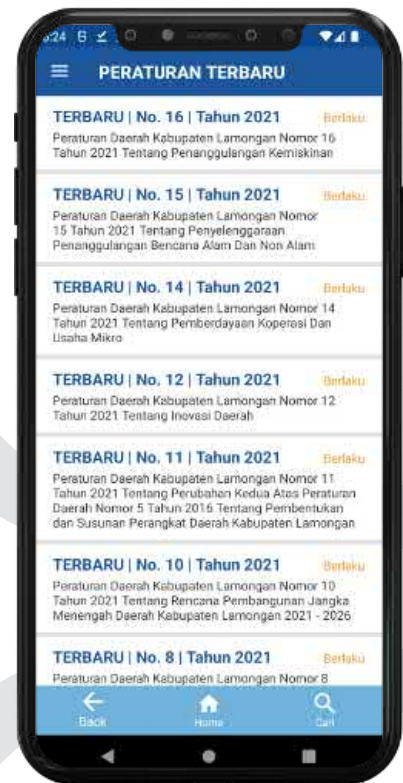 PERATURAN TERBARU
TERBARU | No. 16 | Tahun 2021 Berlaku
Peraturan Daerah Kabupaten Lamongan Nomor 16
Tahun 2021 Tentang Penanggulangan Kemiskinan
TERBARU | No. 15 | Tahun 2021 Berlaku
Peraturan Daerah Kabupaten Lamongan Nomor
15 Tahun 2021 Tentang Penyelenggaraan
Penanggulangan Bencana Alam Dan Non Alam
TERBARU | No. 14 | Tahun 2021 Berlaku
Peraturan Daerah Kabupaten Lamongan Nomor 14
Tahun 2021 Tentang Pemberdayaan Koperasi Dan
Usaha Mikro
TERBARU | No. 12 | Tahun 2021 Berlaku
Peraturan Daerah Kabupaten Lamongan Nomor 12
Tahun 2021 Tentang Inovasi Daerah
TERBARU | No. 11 | Tahun 2021 Berlaku
Peraturan Daerah Kabupaten Lamongan Nomor 11
Tahun 2021 Tentang Perubahan Kedua Atas Peraturan
Daerah Nomor 5 Tahun 2016 Tentang Pembentukan
dan Susunan Perangkat Daerah Kabupaten Lamongan
TERBARU | No. 10 | Tahun 2021 Berlaku
Peraturan Daerah Kabupaten Lamongan Nomor 10
Tahun 2021 Tentang Rencana Pembangunan Jangka
Menengah Daerah Kabupaten Lamongan 2021 - 2026
TERBARU | No. 8 | Tahun 2021 Berlaku
Peraturan Daerah Kabupaten Lamongan Nomor 8
Back Home Cari